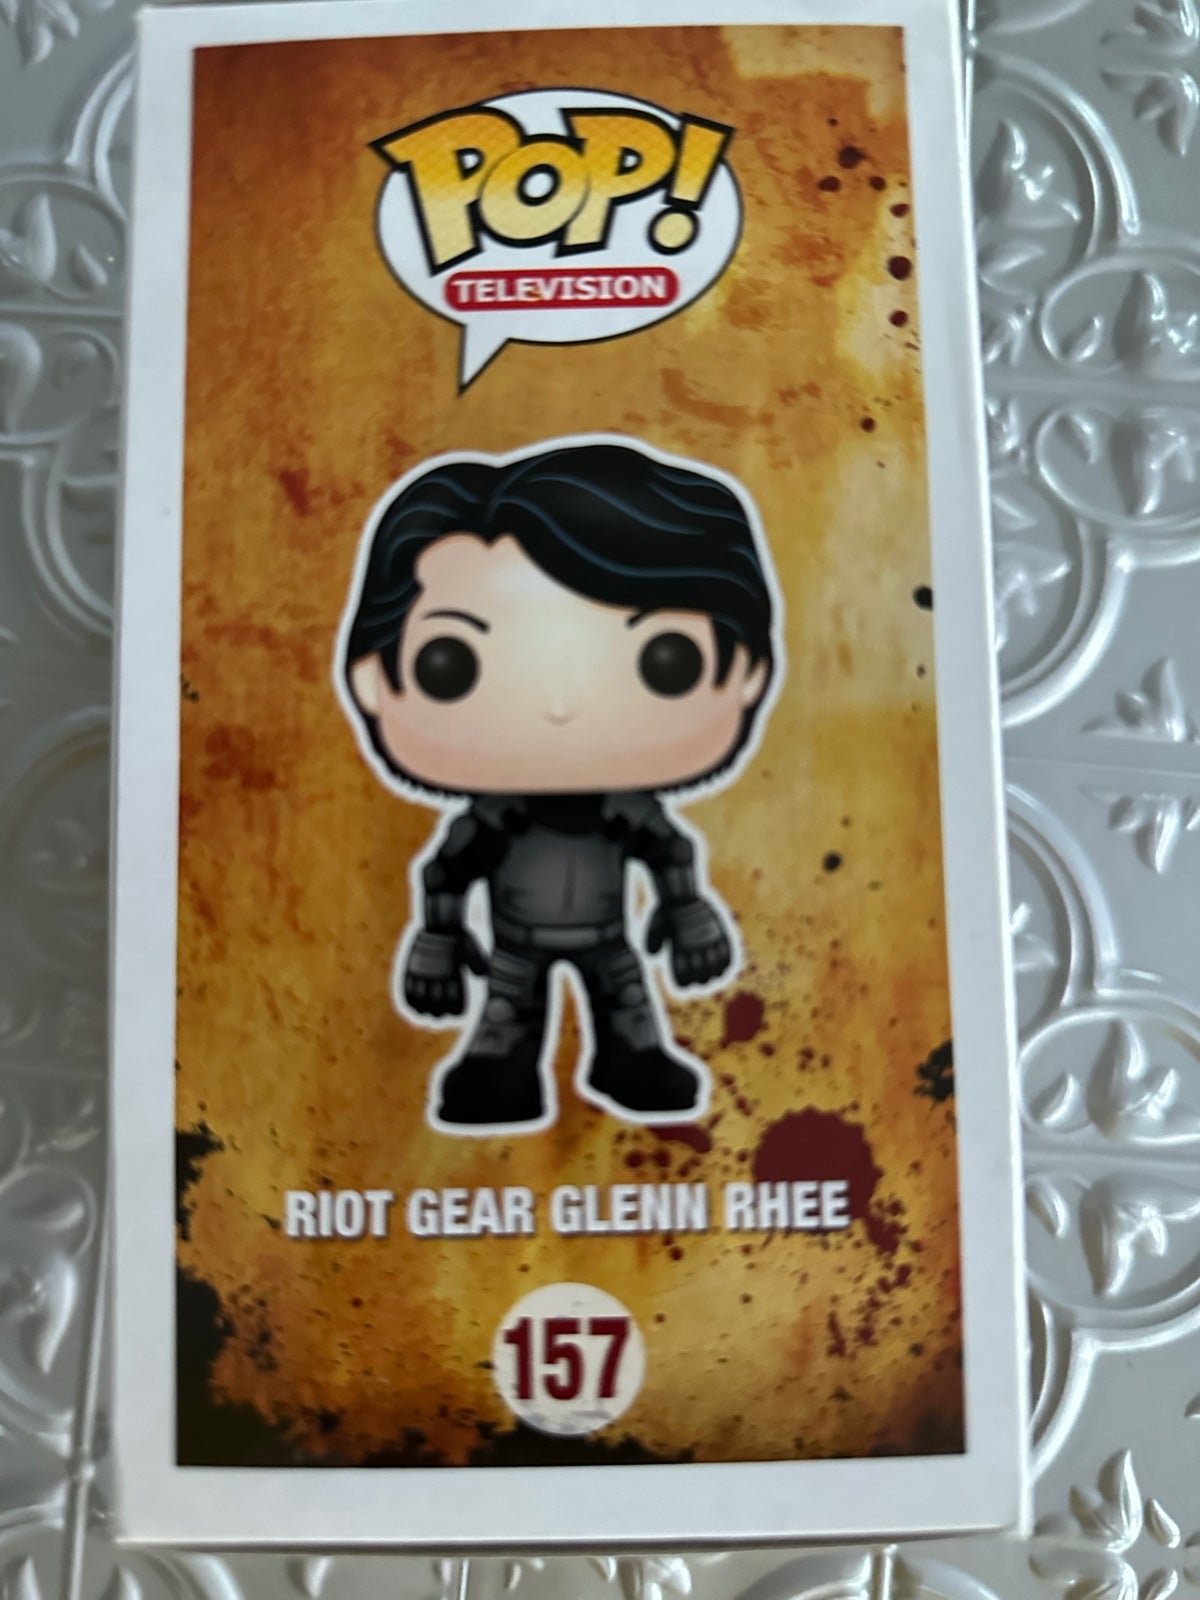 POP!
TELEVISION
RIOT GEAR GLENN RHEE
157